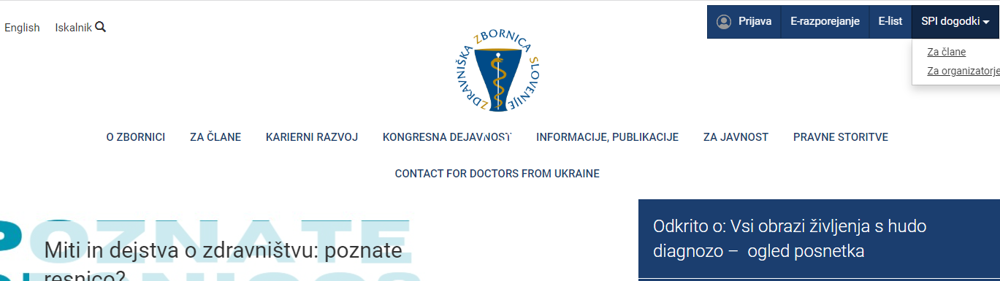 English Iskalnik
Prijava E-razporejanje E-list SPI dogodki
Za člane
Za organizatorje
ZDRAVNIŠKA ZBORNICA SLOVENIJE
O ZBORNICI ZA ČLANE KARIERNI RAZVOJ KONGRESNA DEJAVNOST INFORMACIJE, PUBLIKACIJE ZA JAVNOST PRAVNE STORITVE
CONTACT FOR DOCTORS FROM UKRAINE
POZNATE
Miti in dejstva o zdravništvu: poznate
resnico?
Odkrito o: Vsi obrazi življenja s hudo
diagnozo – ogled posnetka